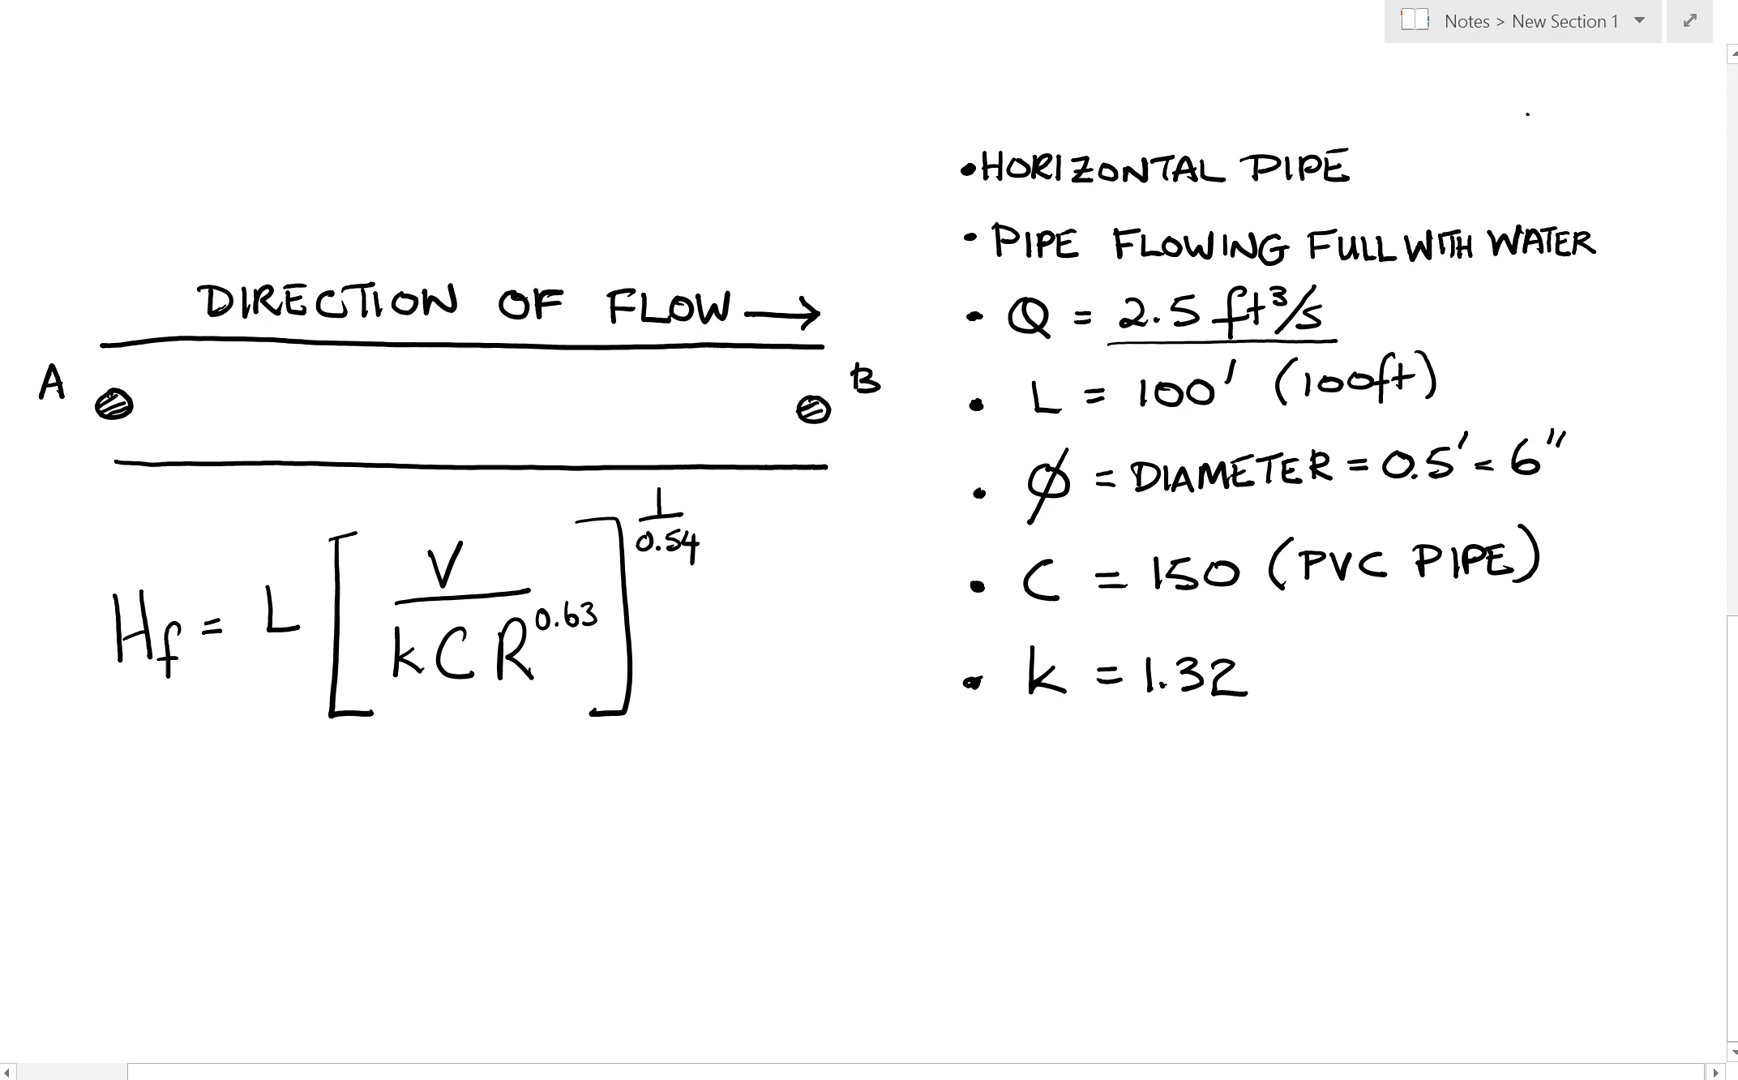 Notes > New Section 1
•HORIZONTAL PIPE
• PIPE FLOWING FULL WITH WATER
DIRECTION OF FLOW →
• Q = 2.5 ft³/s
A
B
• L = 100' (100ft)
• ϕ = DIAMETER = 0.5' = 6"
Hf = L [ V / kCR^0.63 ]^1/0.54
• C = 150 (PVC PIPE)
• k = 1.32